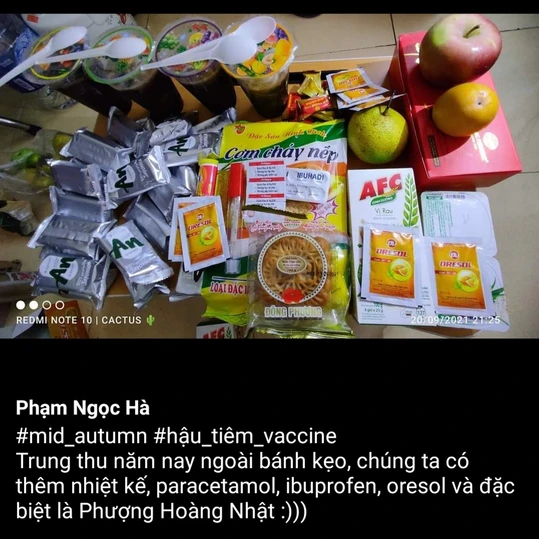 Đặc Sản Ninh Bình
Cơm cháy nếp
MIUHADI
LOẠI ĐẶC
ĐÔNG PHƯƠNG
An
An
An
An
ORESOL
AFC
Vị Rau
ORESOL
ORESOL
REDMI NOTE 10 | CACTUS 🌵
20/09/2021 21:25
Phạm Ngọc Hà
#mid_autumn #hậu_tiêm_vaccine
Trung thu năm nay ngoài bánh kẹo, chúng ta có
thêm nhiệt kế, paracetamol, ibuprofen, oresol và đặc
biệt là Phượng Hoàng Nhật :)))